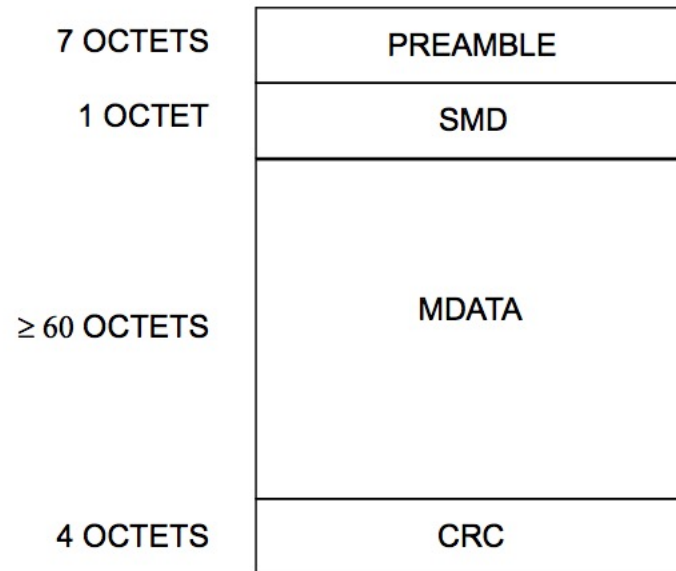 7 OCTETS PREAMBLE
1 OCTET SMD
≥ 60 OCTETS MDATA
4 OCTETS CRC